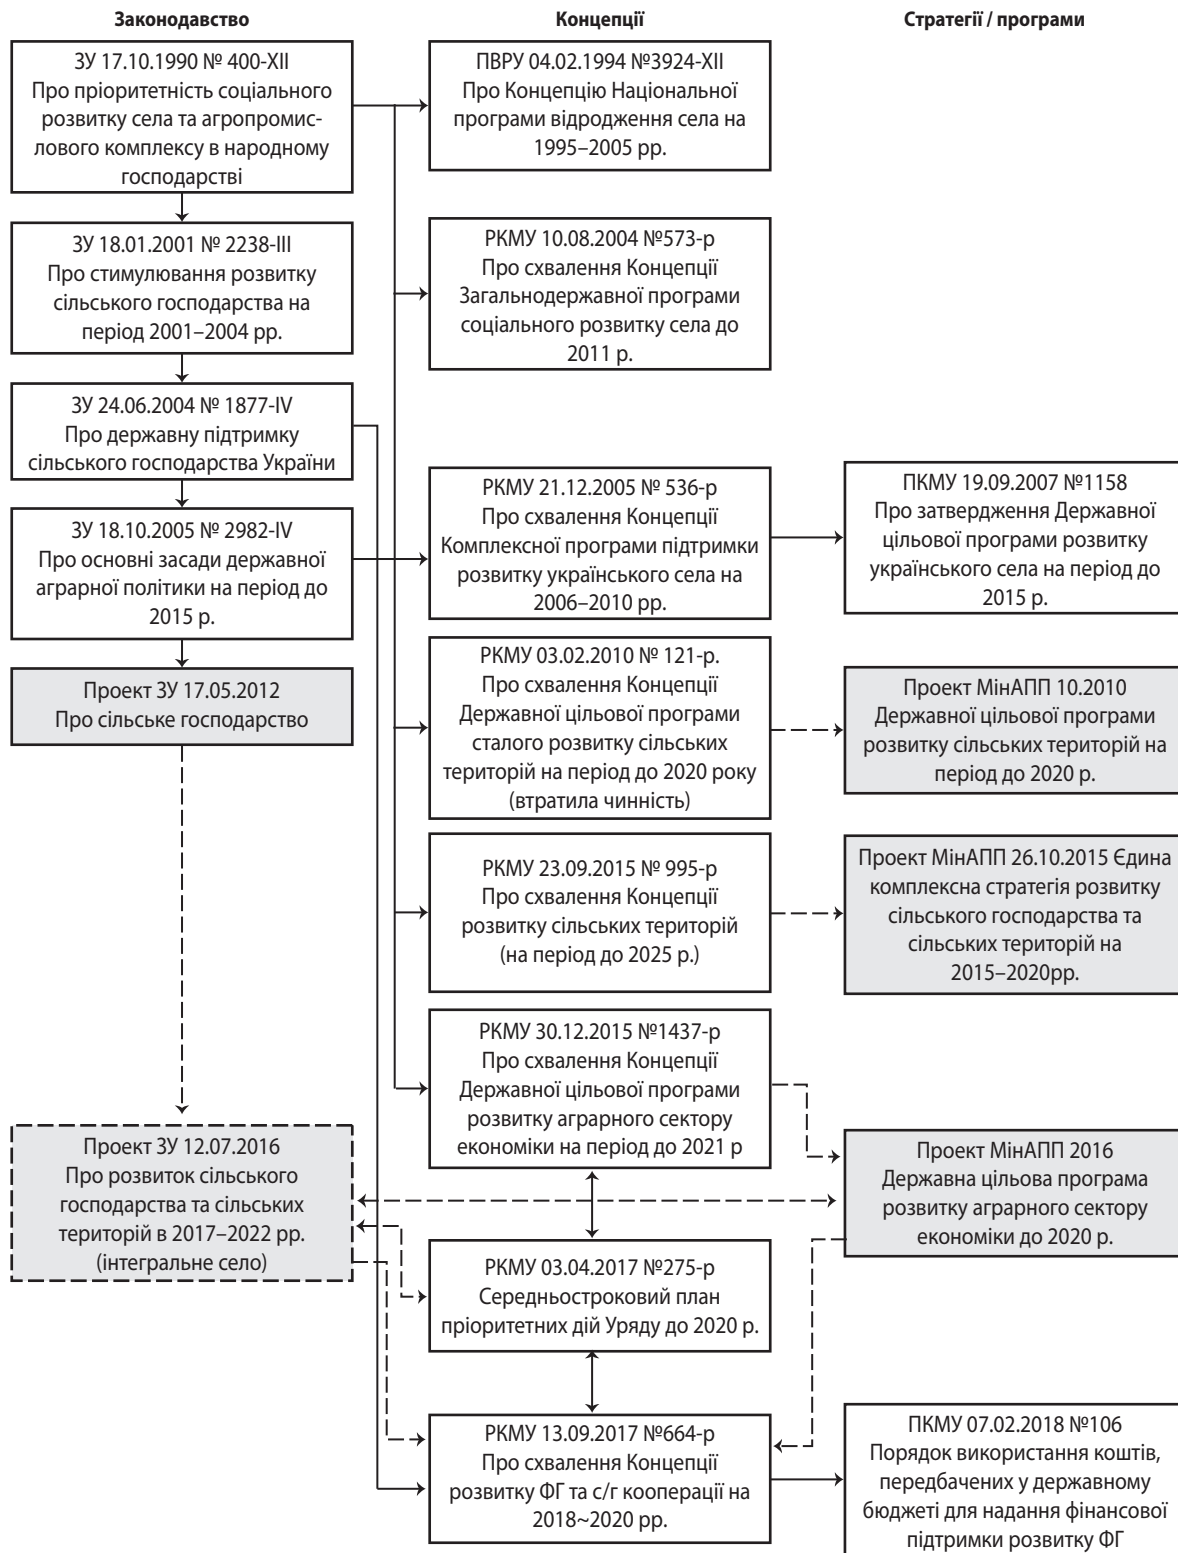 Законодавство
Концепції
Стратегії / програми
ЗУ 17.10.1990 № 400-XII
Про пріоритетність соціального
розвитку села та агропромис-
лового комплексу в народному
господарстві
ЗУ 18.01.2001 № 2238-III
Про стимулювання розвитку
сільського господарства на
період 2001–2004 рр.
ЗУ 24.06.2004 № 1877-IV
Про державну підтримку
сільського господарства України
ЗУ 18.10.2005 № 2982-IV
Про основні засади державної
аграрної політики на період до
2015 р.
Проект ЗУ 17.05.2012
Про сільське господарство
Проект ЗУ 12.07.2016
Про розвиток сільського
господарства та сільських
територій в 2017–2022 рр.
(інтегральне село)
ПВРУ 04.02.1994 №3924-XII
Про Концепцію Національної
програми відродження села на
1995–2005 рр.
РКМУ 10.08.2004 №573-р
Про схвалення Концепції
Загальнодержавної програми
соціального розвитку села до
2011 р.
РКМУ 21.12.2005 № 536-р
Про схвалення Концепції
Комплексної програми підтримки
розвитку українського села на
2006–2010 рр.
РКМУ 03.02.2010 № 121-р.
Про схвалення Концепції
Державної цільової програми
сталого розвитку сільських
територій на період до 2020 року
(втратила чинність)
РКМУ 23.09.2015 № 995-р
Про схвалення Концепції
розвитку сільських територій
(на період до 2025 р.)
РКМУ 30.12.2015 №1437-р
Про схвалення Концепції
Державної цільової програми
розвитку аграрного сектору
економіки на період до 2021 р
РКМУ 03.04.2017 №275-р
Середньостроковий план
пріоритетних дій Уряду до 2020 р.
РКМУ 13.09.2017 №664-р
Про схвалення Концепції
розвитку ФГ та с/г кооперації на
2018~2020 рр.
ПКМУ 19.09.2007 №1158
Про затвердження Державної
цільової програми розвитку
українського села на період до
2015 р.
Проект МінАПП 10.2010
Державної цільової програми
розвитку сільських територій на
період до 2020 р.
Проект МінАПП 26.10.2015 Єдина
комплексна стратегія розвитку
сільського господарства та
сільських територій на
2015–2020рр.
Проект МінАПП 2016
Державна цільова програма
розвитку аграрного сектору
економіки до 2020 р.
ПКМУ 07.02.2018 №106
Порядок використання коштів,
передбачених у державному
бюджеті для надання фінансової
підтримки розвитку ФГ